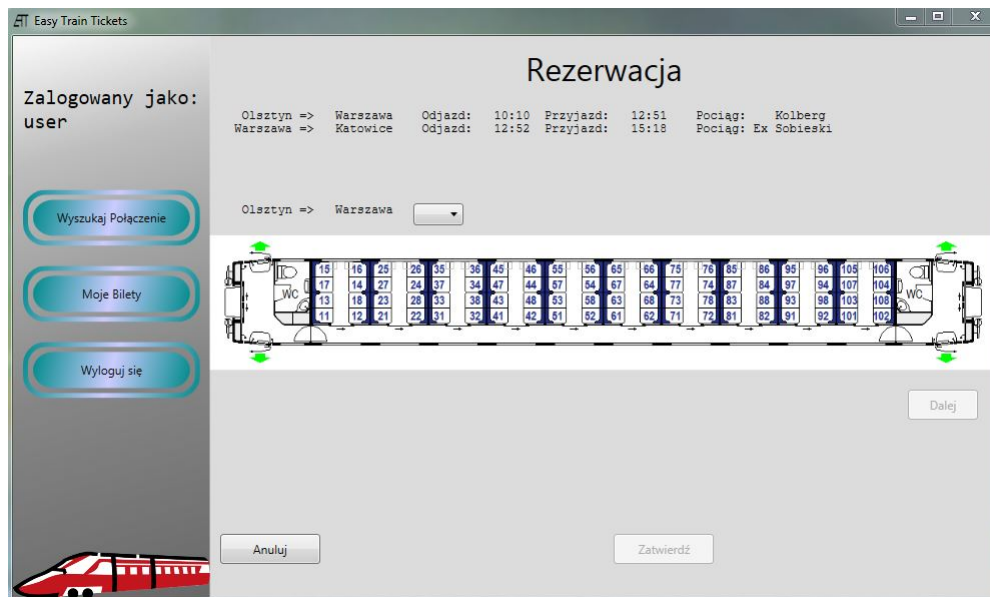 Easy Train Tickets
Zalogowany jako:
user
Wyszukaj Połączenie
Moje Bilety
Wyloguj się
Rezerwacja
Olsztyn => Warszawa Odjazd: 10:10 Przyjazd: 12:51 Pociąg: Kolberg
Warszawa => Katowice Odjazd: 12:52 Przyjazd: 15:18 Pociąg: Ex Sobieski
Olsztyn => Warszawa
15 16 25 26 35 36 45 46 55 56 65 66 75 76 85 86 95 96 105 106
WC 17 14 27 24 37 34 47 44 57 54 67 64 77 74 87 84 97 94 107 104 WC
13 18 23 28 33 38 43 48 53 58 63 68 73 78 83 88 93 98 103 108
11 12 21 22 31 32 41 42 51 52 61 62 71 72 81 82 91 92 101 102
Dalej
Anuluj Zatwierdź